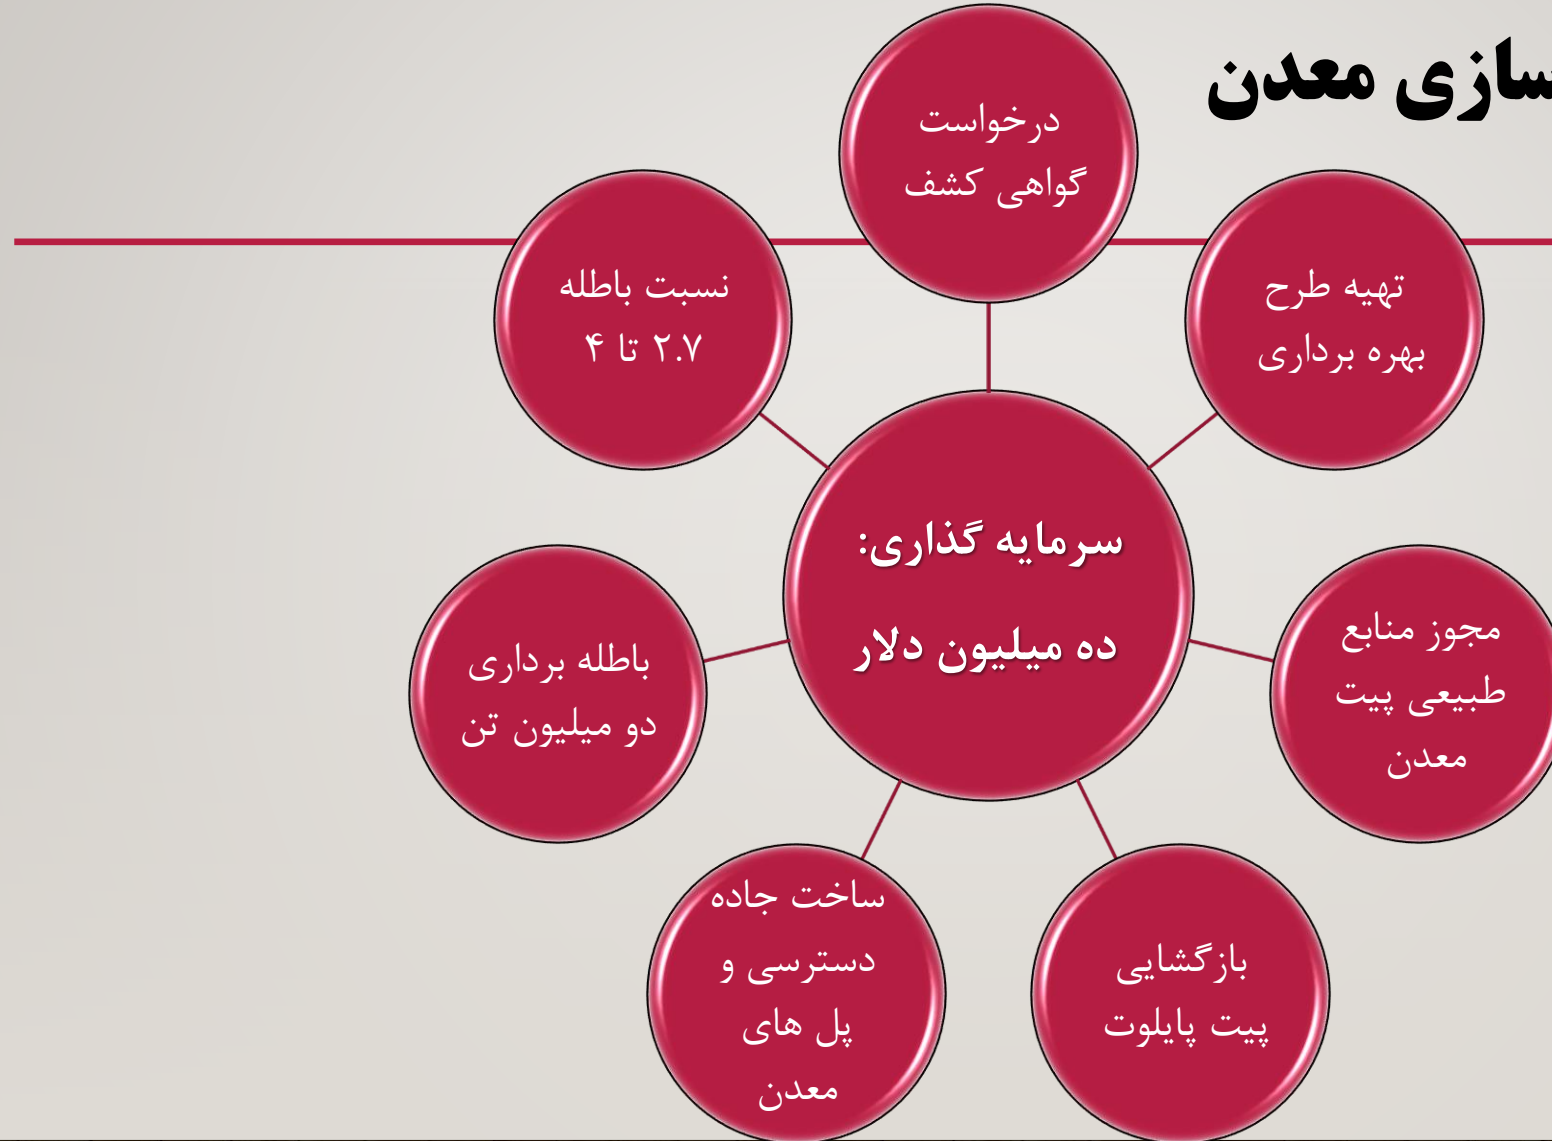 سازی معدن
درخواست
گواهی کشف
تهیه طرح
بهره برداری
مجوز منابع
طبیعی پیت
معدن
بازگشایی
پیت پایلوت
ساخت جاده
دسترسی و
پل های
معدن
باطله برداری
دو میلیون تن
نسبت باطله
۲.۷ تا ۴
سرمایه گذاری:
ده میلیون دلار